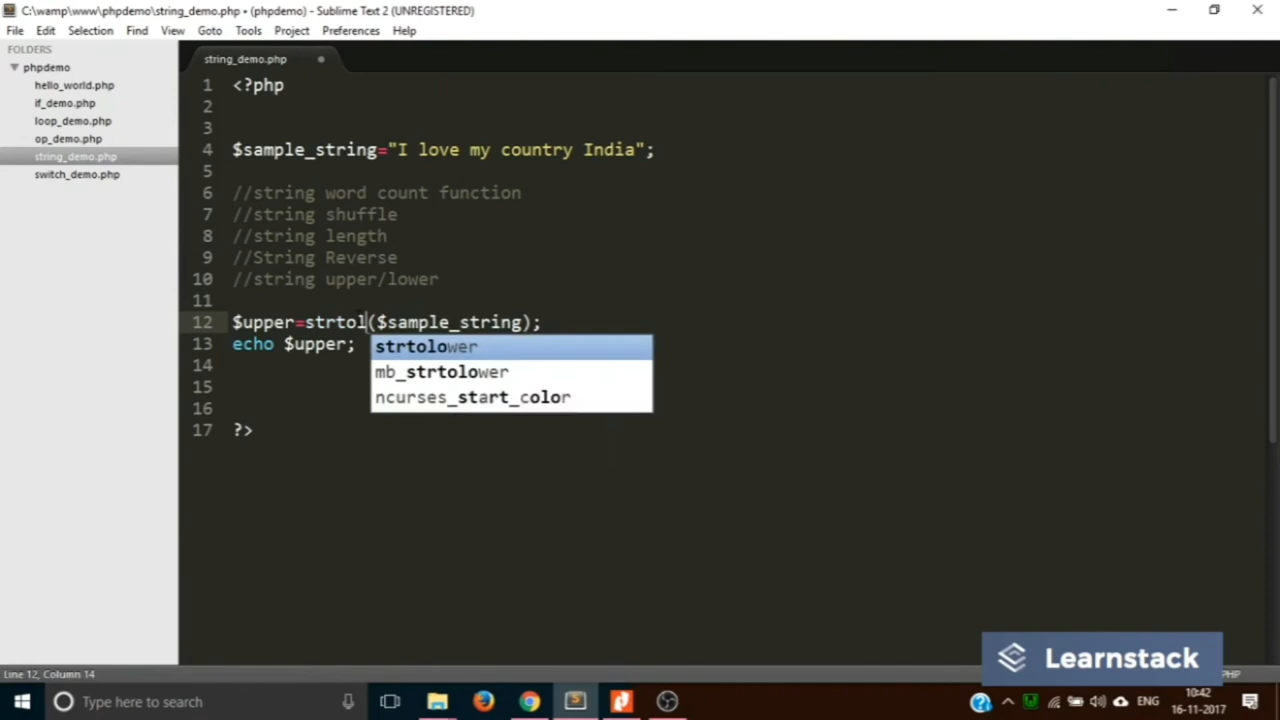 C:\wamp\www\phpdemo\string_demo.php • (phpdemo) - Sublime Text 2 (UNREGISTERED)
File Edit Selection Find View Goto Tools Project Preferences Help
FOLDERS
phpdemo
hello_world.php
if_demo.php
loop_demo.php
op_demo.php
string_demo.php
switch_demo.php
string_demo.php
1 <?php
2
3
4 $sample_string="I love my country India";
5
6 //string word count function
7 //string shuffle
8 //string length
9 //String Reverse
10 //string upper/lower
11
12 $upper=strtol($sample_string);
13 echo $upper;
14
15
16
17 ?>
strtolower
mb_strtolower
ncurses_start_color
Learnstack
Line 12, Column 14
PHP
Type here to search
ENG
10:42
16-11-2017